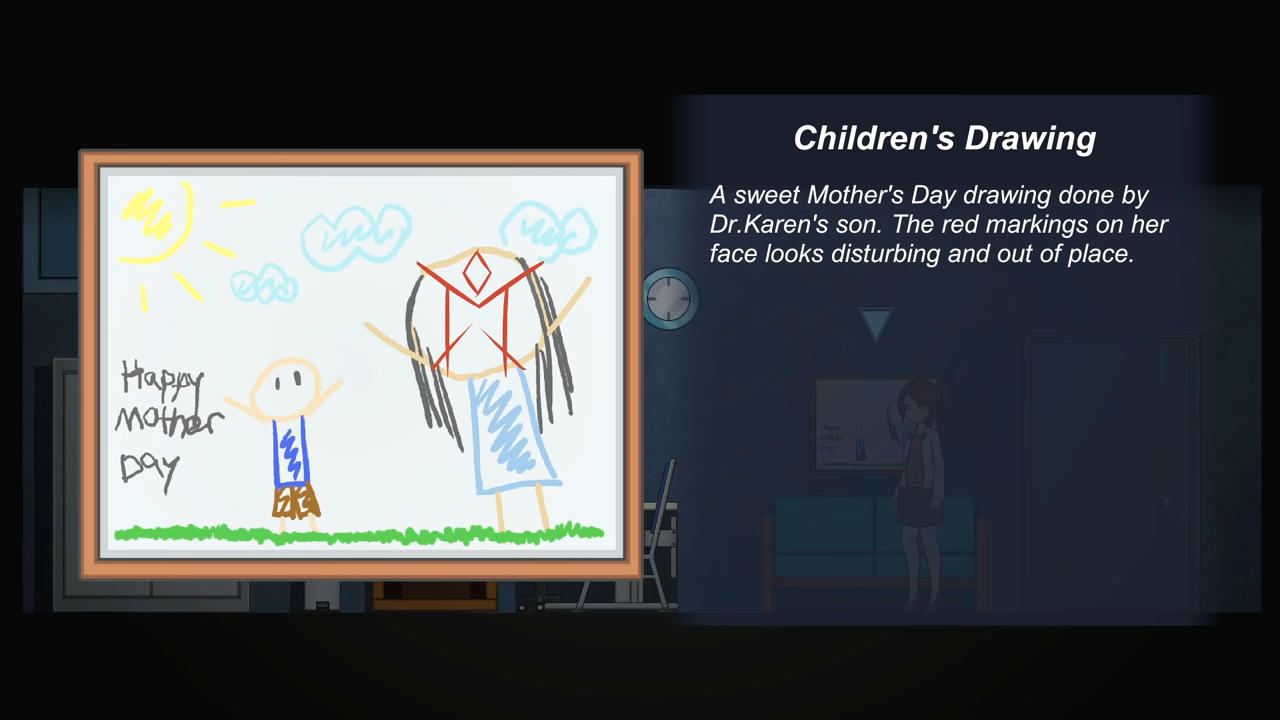 Happy
Mother
Day
Children's Drawing
A sweet Mother's Day drawing done by
Dr.Karen's son. The red markings on her
face looks disturbing and out of place.